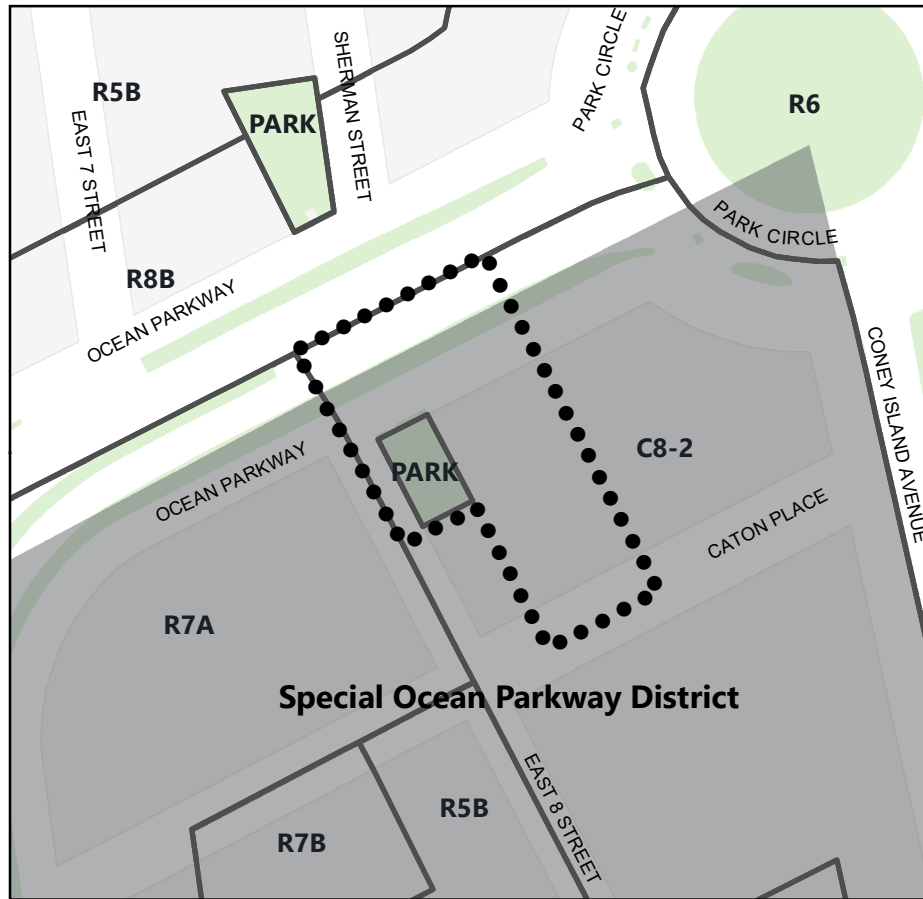 R5B
EAST 7 STREET
PARK
SHERMAN STREET
PARK CIRCLE
R6
PARK CIRCLE
R8B
OCEAN PARKWAY
CONEY ISLAND AVENUE
C8-2
PARK
OCEAN PARKWAY
CATON PLACE
R7A
Special Ocean Parkway District
EAST 8 STREET
R5B
R7B